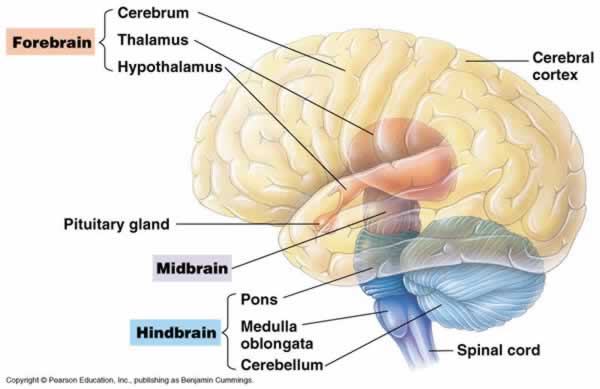 Forebrain
Cerebrum
Thalamus
Hypothalamus
Cerebral
cortex
Pituitary gland
Midbrain
Hindbrain
Pons
Medulla
oblongata
Cerebellum
Spinal cord
Copyright © Pearson Education, Inc., publishing as Benjamin Cummings.